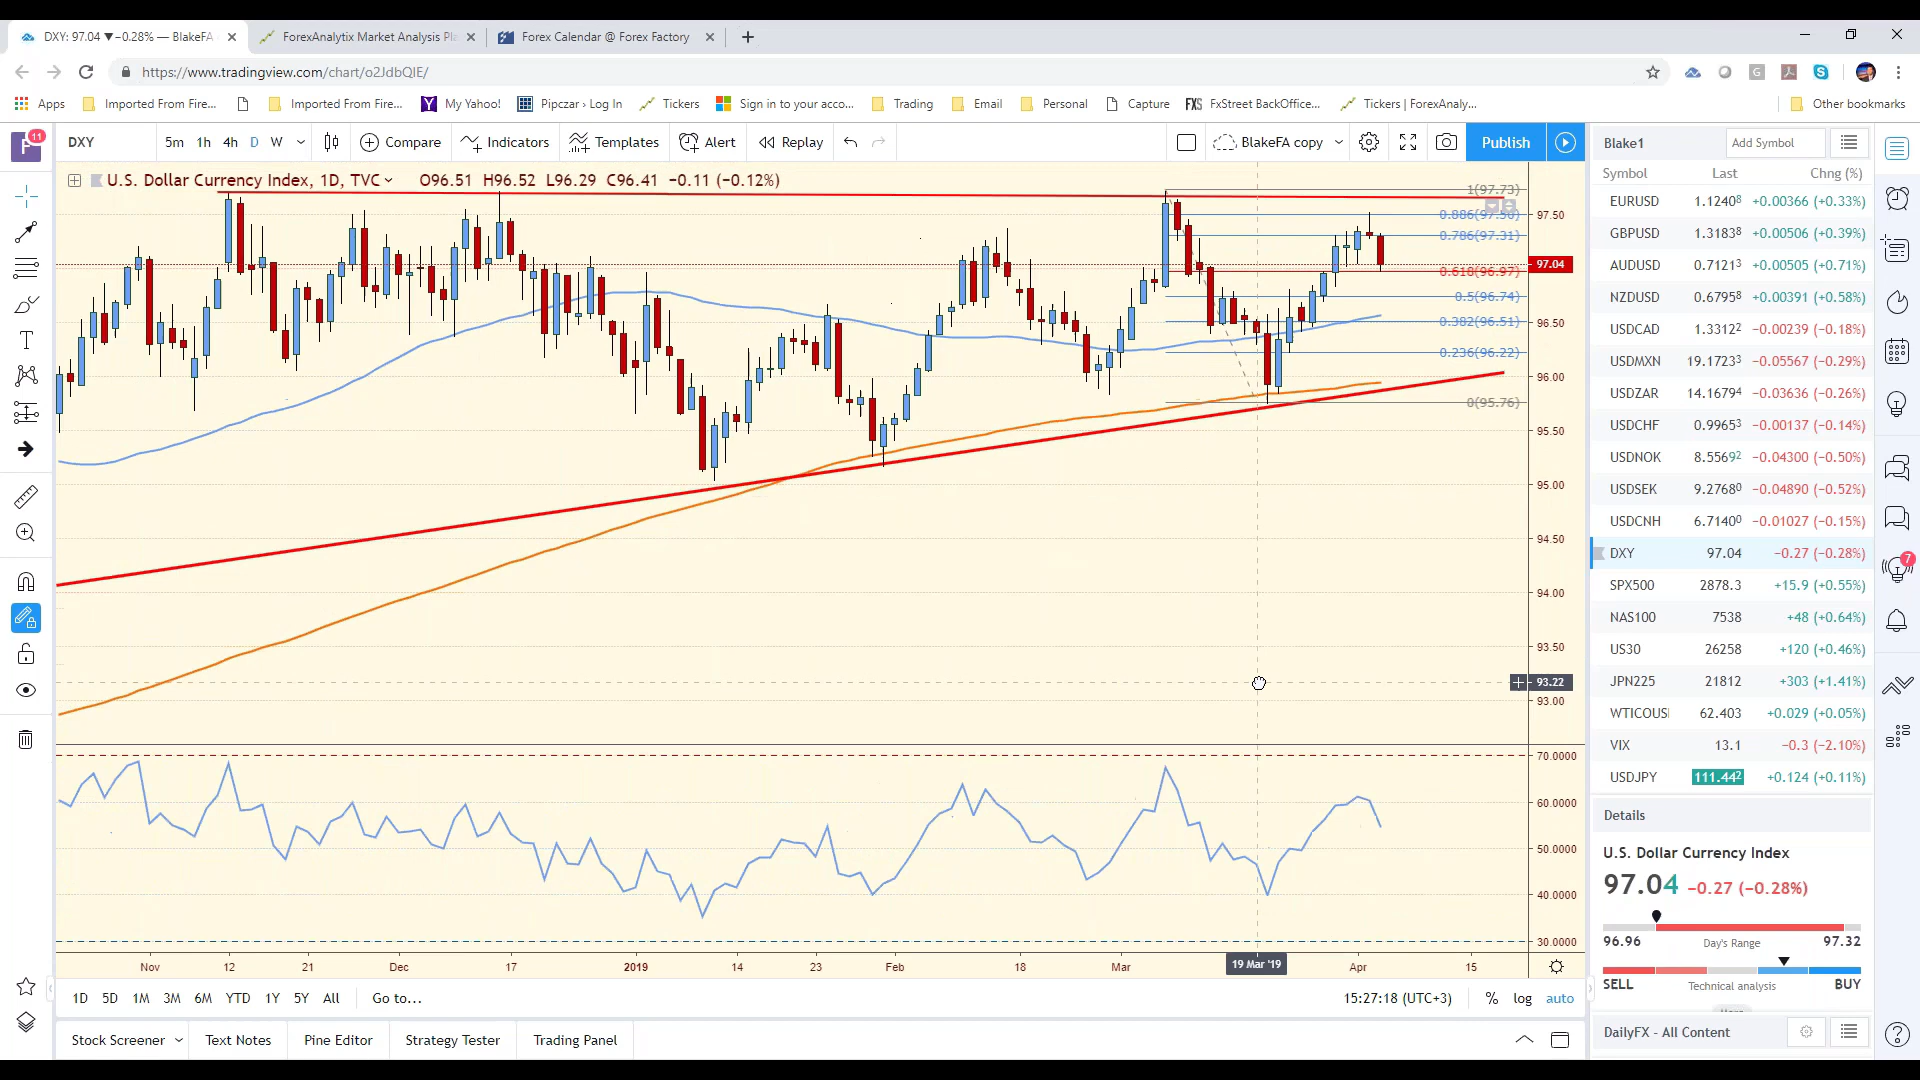 DXY: 97.04 ▼−0.28% — BlakeFA
ForexAnalytix Market Analysis Pla
Forex Calendar @ Forex Factory
https://www.tradingview.com/chart/o2JdbQIE/
Apps
Imported From Fire...
Imported From Fire...
My Yahoo!
Pipczar › Log In
Tickers
Sign in to your acco...
Trading
Email
Personal
Capture
FXS FxStreet BackOffice...
Tickers | ForexAnaly...
Other bookmarks
11
DXY
5m 1h 4h D W
Compare
Indicators
Templates
Alert
Replay
BlakeFA copy
Publish
Blake1
Add Symbol
U.S. Dollar Currency Index, 1D, TVC O96.51 H96.52 L96.29 C96.41 −0.11 (−0.12%)
1(97.73)
0.786(97.31)
0.618(96.97)
0.5(96.74)
0.382(96.51)
0.236(96.22)
0(95.76)
97.50
97.04
96.50
96.00
95.50
95.00
94.50
94.00
93.50
93.22
93.00
70.0000
60.0000
50.0000
40.0000
30.0000
Nov 12 21 Dec 17 2019 14 23 Feb 18 Mar 19 Mar '19 Apr 15
1D 5D 1M 3M 6M YTD 1Y 5Y All Go to...
15:27:18 (UTC+3) % log auto
Stock Screener Text Notes Pine Editor Strategy Tester Trading Panel
Symbol Last Chng (%)
EURUSD 1.12408 +0.00366 (+0.33%)
GBPUSD 1.31838 +0.00506 (+0.39%)
AUDUSD 0.71213 +0.00505 (+0.71%)
NZDUSD 0.67958 +0.00391 (+0.58%)
USDCAD 1.33122 −0.00239 (−0.18%)
USDMXN 19.17233 −0.05567 (−0.29%)
USDZAR 14.16794 −0.03636 (−0.26%)
USDCHF 0.99653 −0.00137 (−0.14%)
USDNOK 8.55692 −0.04300 (−0.50%)
USDSEK 9.27680 −0.04890 (−0.52%)
USDCNH 6.71400 −0.01027 (−0.15%)
DXY 97.04 −0.27 (−0.28%)
SPX500 2878.3 +15.9 (+0.55%)
NAS100 7538 +48 (+0.64%)
US30 26258 +120 (+0.46%)
JPN225 21812 +303 (+1.41%)
WTICOUSI 62.403 +0.029 (+0.05%)
VIX 13.1 −0.3 (−2.10%)
USDJPY 111.442 +0.124 (+0.11%)
Details
U.S. Dollar Currency Index
97.04 −0.27 (−0.28%)
96.96 Day's Range 97.32
SELL Technical analysis BUY
DailyFX - All Content
7